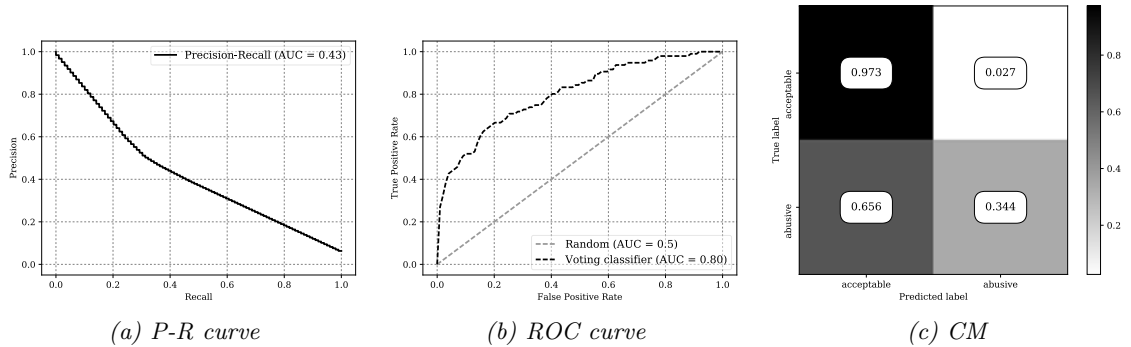 1.0
0.8
0.6
0.4
0.2
0.0
Precision
0.0 0.2 0.4 0.6 0.8 1.0
Recall
Precision-Recall (AUC = 0.43)
(a) P-R curve
1.0
0.8
0.6
0.4
0.2
0.0
True Positive Rate
0.0 0.2 0.4 0.6 0.8 1.0
False Positive Rate
Random (AUC = 0.5)
Voting classifier (AUC = 0.80)
(b) ROC curve
True label
acceptable
abusive
0.973 0.027
0.656 0.344
acceptable abusive
Predicted label
0.8
0.6
0.4
0.2
(c) CM